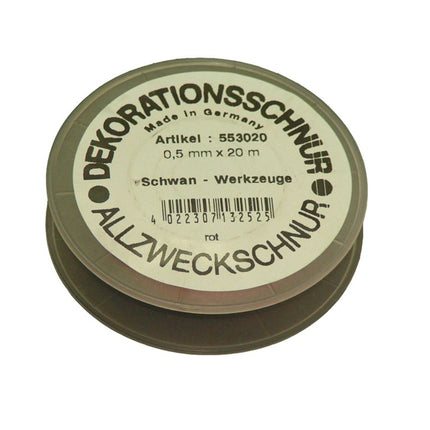 DEKORATIONSSCHNUR
Made in Germany
Artikel : 553020
0,5 mm x 20 m
Schwan - Werkzeuge
4 022307 132525
rot
ALLZWECKSCHNUR